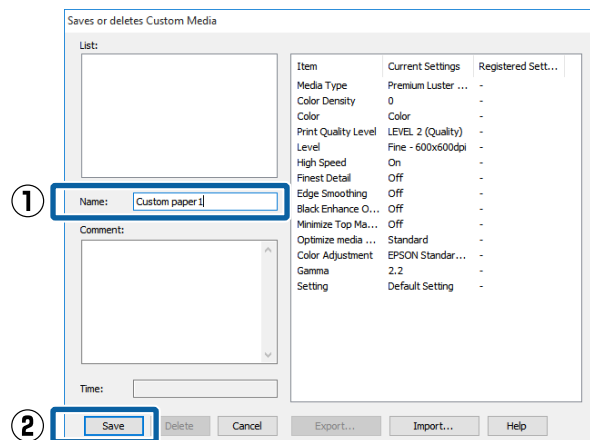 Saves or deletes Custom Media
List:
Item Current Settings Registered Sett...
Media Type Premium Luster ... -
Color Density 0 -
Color Color -
Print Quality Level LEVEL 2 (Quality) -
Level Fine - 600x600dpi -
High Speed On -
Finest Detail Off -
Edge Smoothing Off -
Black Enhance O... Off -
Minimize Top Ma... Off -
Optimize media ... Standard -
Color Adjustment EPSON Standar... -
Gamma 2.2 -
Setting Default Setting -
① Name: Custom paper1
Comment:
Time:
② Save Delete Cancel Export... Import... Help